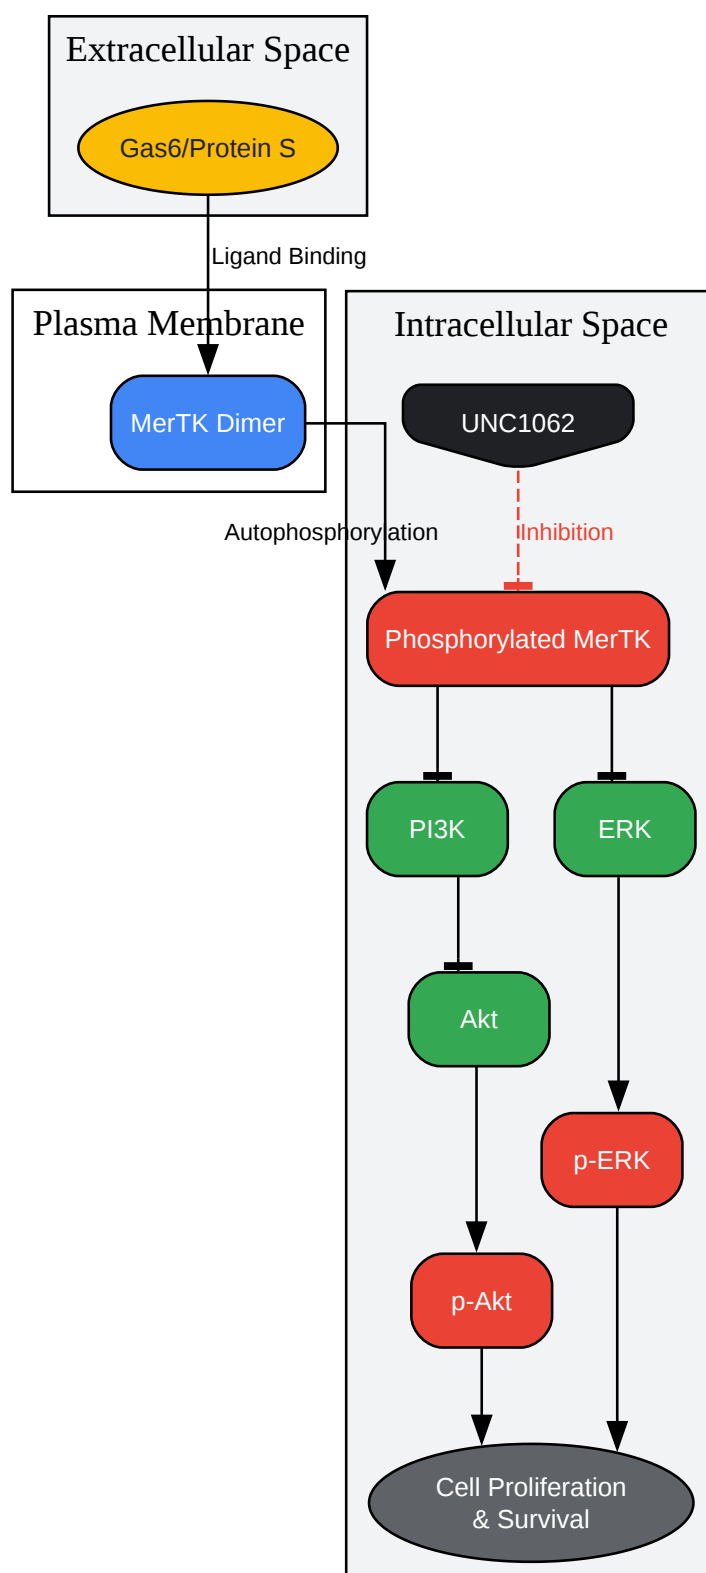 Extracellular Space
Gas6/Protein S
Ligand Binding
Plasma Membrane
MerTK Dimer
Intracellular Space
UNC1062
Autophosphorylation
Inhibition
Phosphorylated MerTK
PI3K
ERK
Akt
p-ERK
p-Akt
Cell Proliferation
& Survival